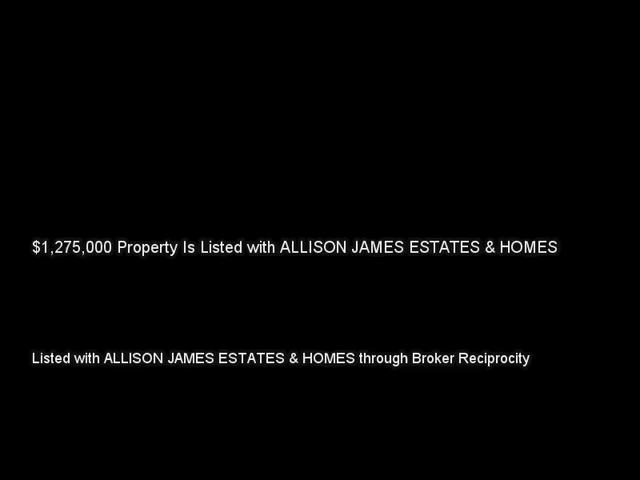 $1,275,000 Property Is Listed with ALLISON JAMES ESTATES & HOMES
Listed with ALLISON JAMES ESTATES & HOMES through Broker Reciprocity